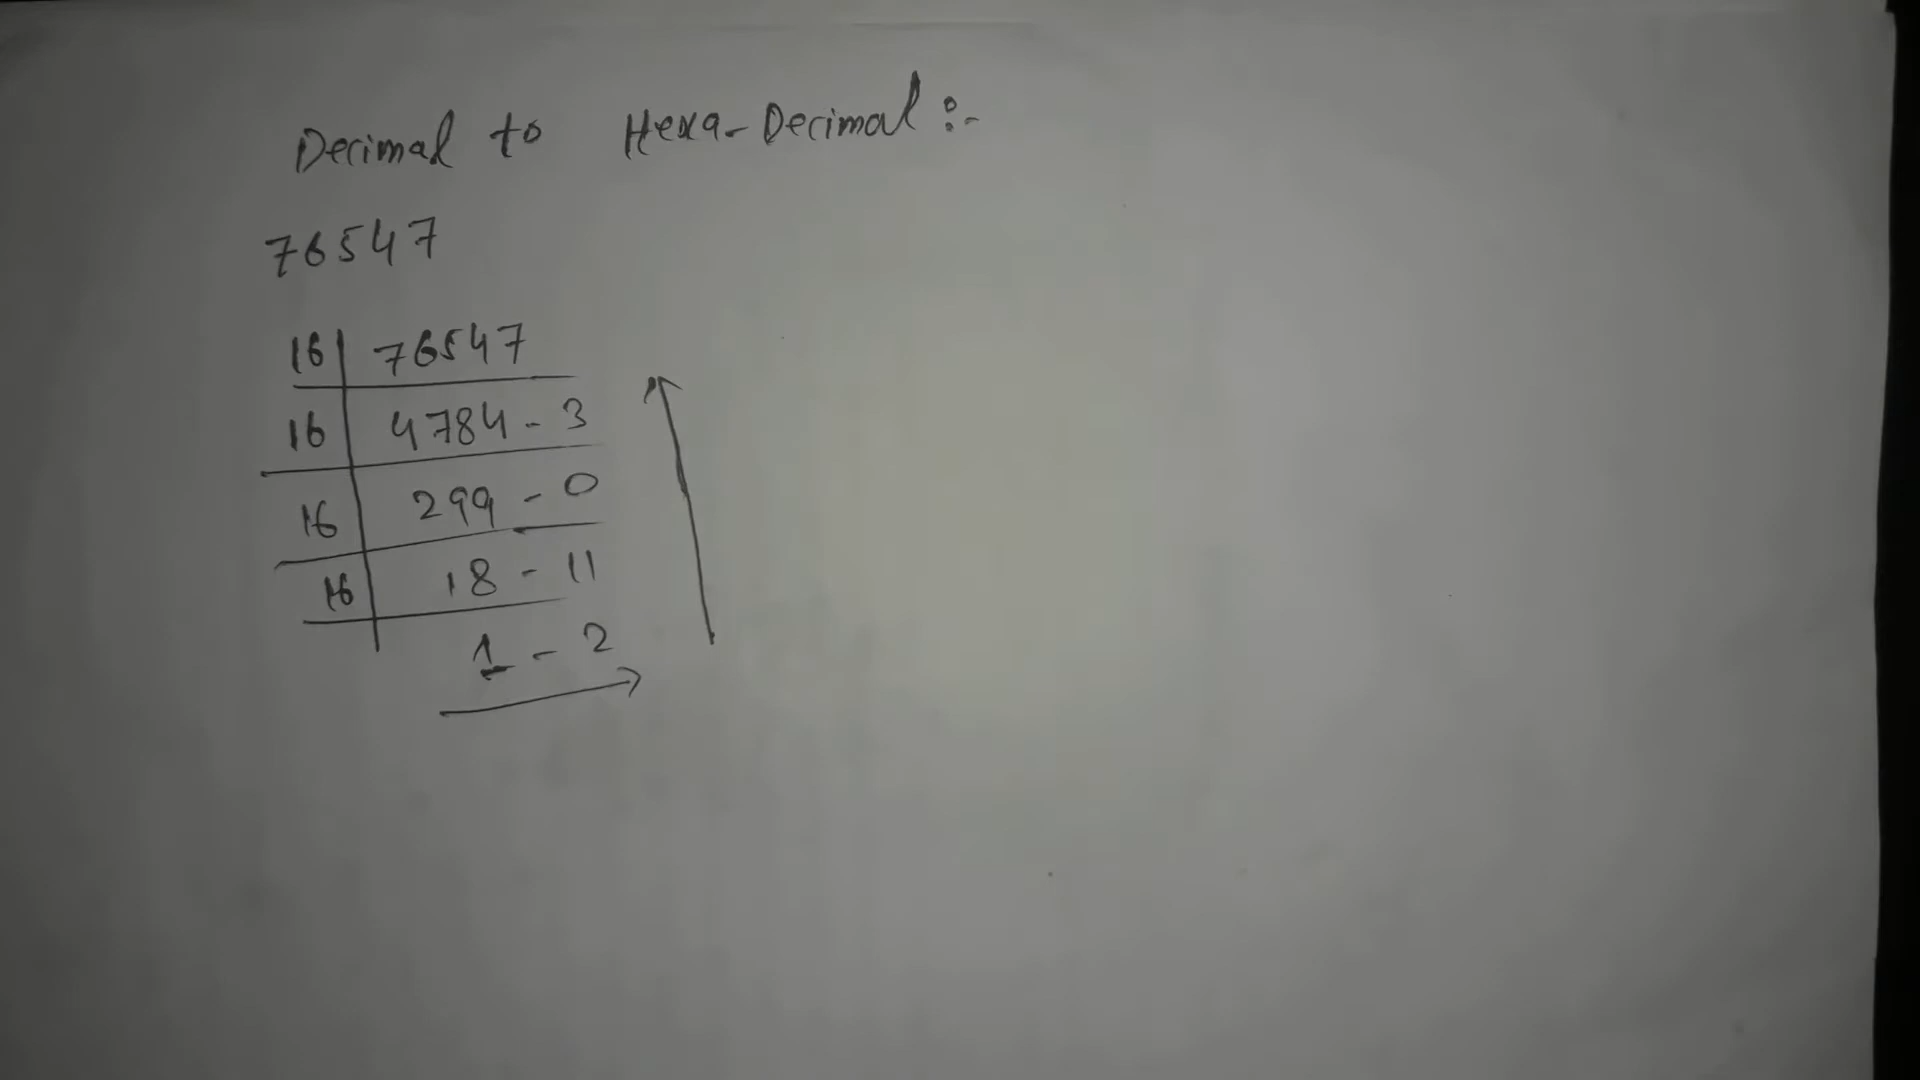 Decimal to Hexa-Decimal :-
76547
16 76547
16 4784 - 3
16 299 - 0
16 18 - 11
1 - 2